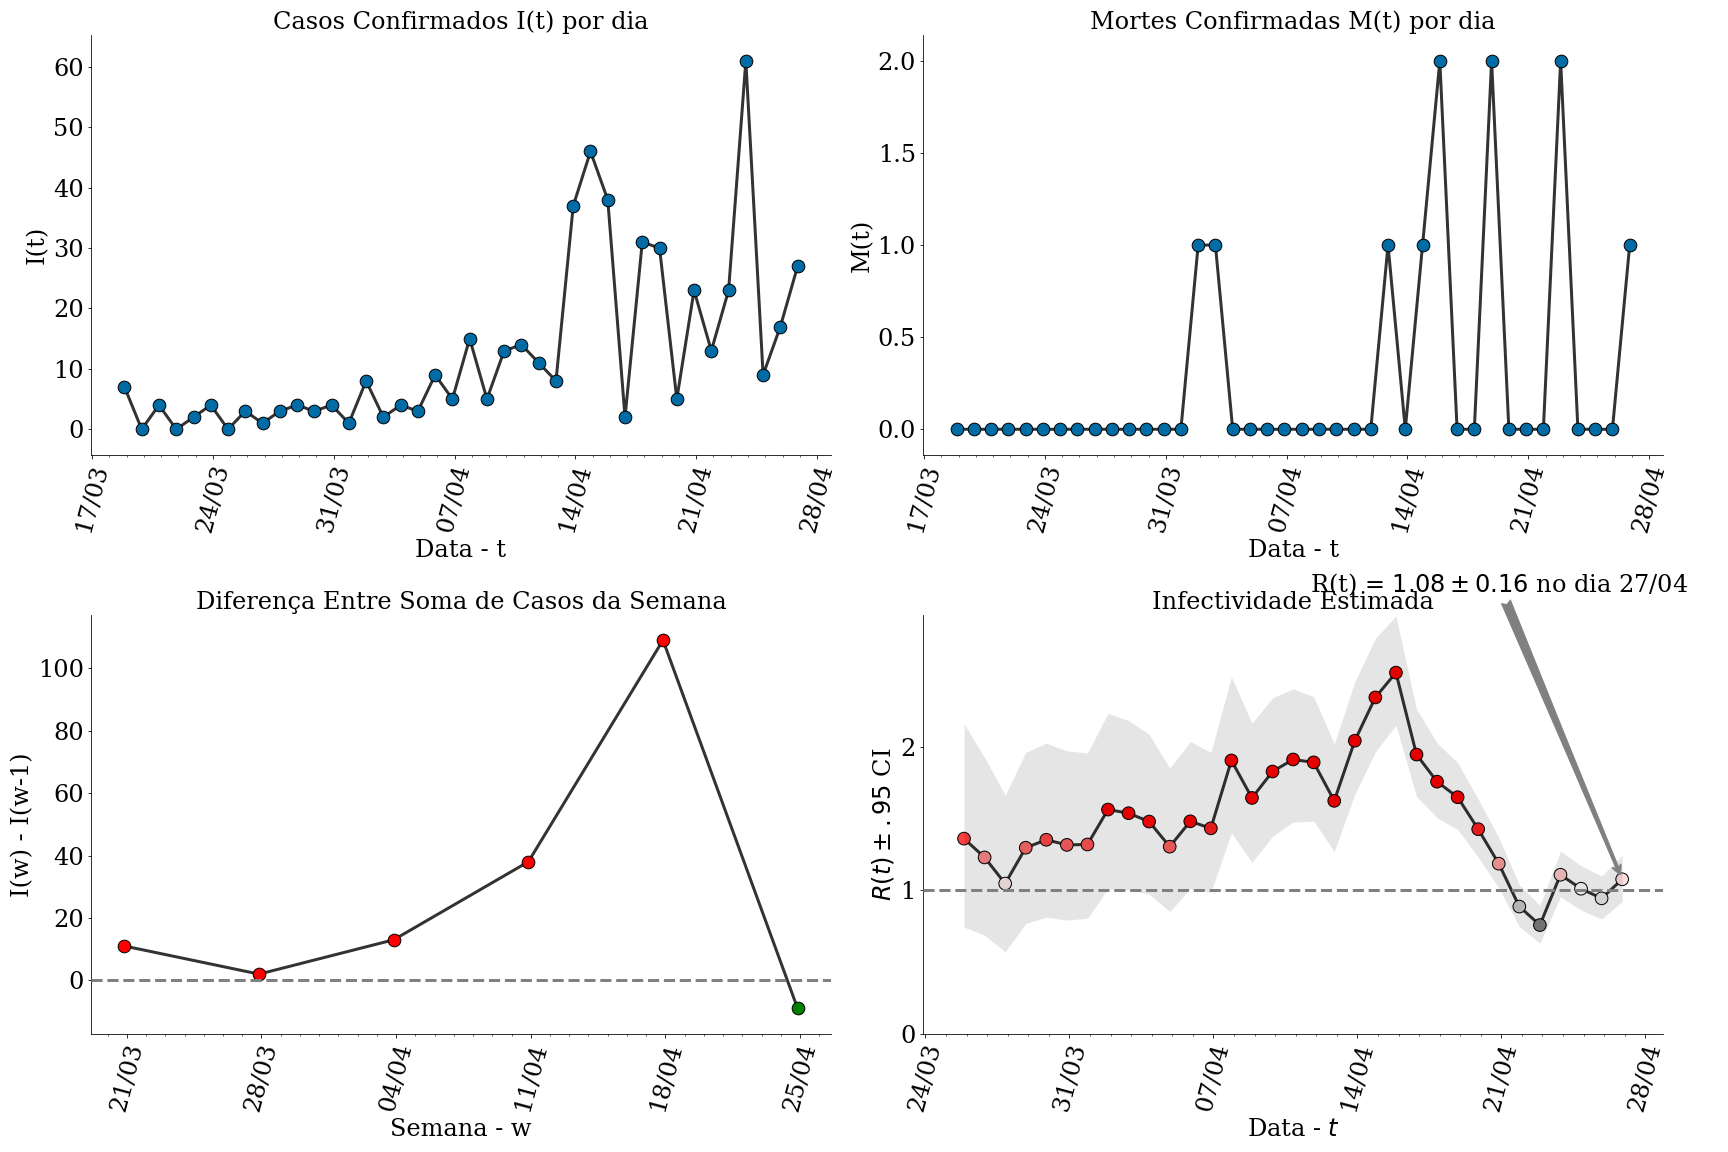 Casos Confirmados I(t) por dia
I(t)
60
50
40
30
20
10
0
17/03 24/03 31/03 07/04 14/04 21/04 28/04
Data - t
Mortes Confirmadas M(t) por dia
M(t)
2.0
1.5
1.0
0.5
0.0
17/03 24/03 31/03 07/04 14/04 21/04 28/04
Data - t
Diferença Entre Soma de Casos da Semana
I(w) - I(w-1)
100
80
60
40
20
0
21/03 28/03 04/04 11/04 18/04 25/04
Semana - w
R(t) = 1.08 ± 0.16 no dia 27/04
Infectividade Estimada
R(t) ± .95 CI
2
1
0
24/03 31/03 07/04 14/04 21/04 28/04
Data - t